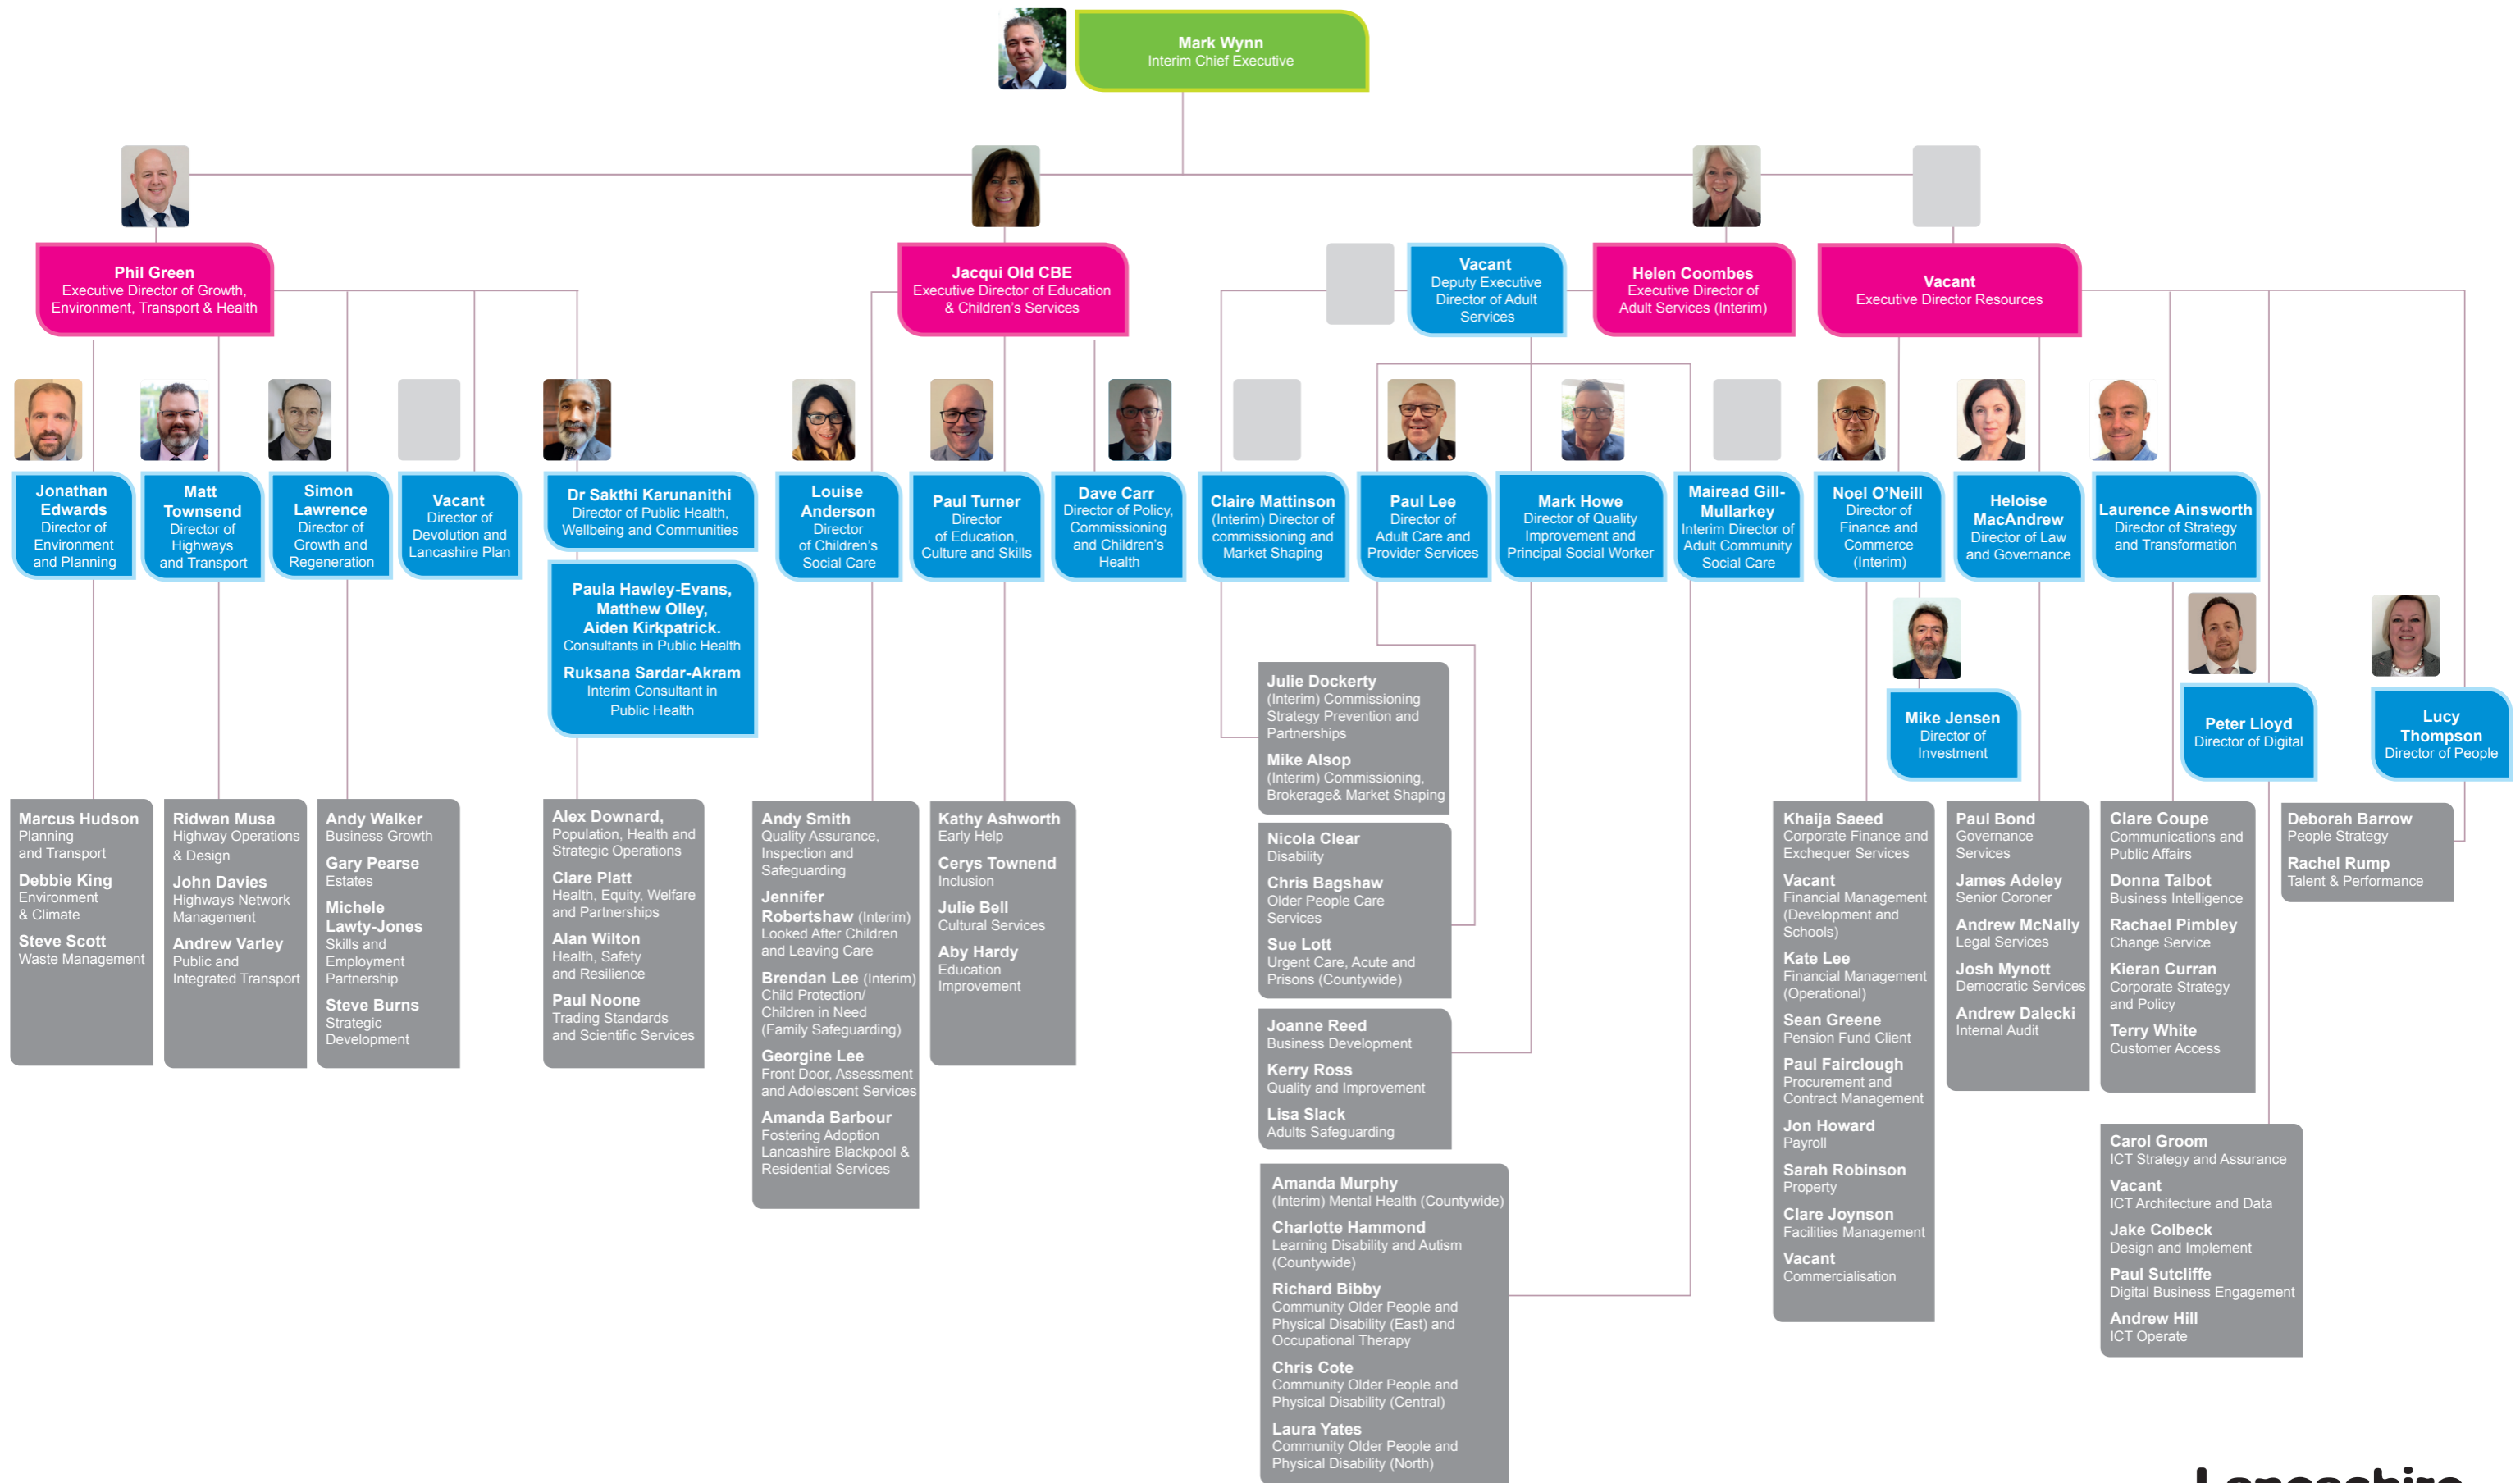 Mark Wynn
Interim Chief Executive
Phil Green
Executive Director of Growth,
Environment, Transport & Health
Jacqui Old CBE
Executive Director of Education
& Children's Services
Vacant
Deputy Executive
Director of Adult
Services
Helen Coombes
Executive Director of
Adult Services (Interim)
Vacant
Executive Director Resources
Jonathan
Edwards
Director of
Environment
and Planning
Matt
Townsend
Director of
Highways
and Transport
Simon
Lawrence
Director of
Growth and
Regeneration
Vacant
Director of
Devolution and
Lancashire Plan
Dr Sakthi Karunanithi
Director of Public Health,
Wellbeing and Communities
Paula Hawley-Evans,
Matthew Olley,
Aiden Kirkpatrick.
Consultants in Public Health
Ruksana Sardar-Akram
Interim Consultant in
Public Health
Louise
Anderson
Director
of Children's
Social Care
Paul Turner
Director
of Education,
Culture and Skills
Dave Carr
Director of Policy,
Commissioning
and Children's
Health
Claire Mattinson
(Interim) Director of
commissioning and
Market Shaping
Paul Lee
Director of
Adult Care and
Provider Services
Mark Howe
Director of Quality
Improvement and
Principal Social Worker
Mairead Gill-
Mullarkey
Interim Director of
Adult Community
Social Care
Noel O'Neill
Director of
Finance and
Commerce
(Interim)
Heloise
MacAndrew
Director of Law
and Governance
Laurence Ainsworth
Director of Strategy
and Transformation
Mike Jensen
Director of
Investment
Peter Lloyd
Director of Digital
Lucy
Thompson
Director of People
Marcus Hudson
Planning
and Transport
Debbie King
Environment
& Climate
Steve Scott
Waste Management
Ridwan Musa
Highway Operations
& Design
John Davies
Highways Network
Management
Andrew Varley
Public and
Integrated Transport
Andy Walker
Business Growth
Gary Pearse
Estates
Michele
Lawty-Jones
Skills and
Employment
Partnership
Steve Burns
Strategic
Development
Alex Downard,
Population, Health and
Strategic Operations
Clare Platt
Health, Equity, Welfare
and Partnerships
Alan Wilton
Health, Safety
and Resilience
Paul Noone
Trading Standards
and Scientific Services
Andy Smith
Quality Assurance,
Inspection and
Safeguarding
Jennifer
Robertshaw (Interim)
Looked After Children
and Leaving Care
Brendan Lee (Interim)
Child Protection/
Children in Need
(Family Safeguarding)
Georgine Lee
Front Door, Assessment
and Adolescent Services
Amanda Barbour
Fostering Adoption
Lancashire Blackpool &
Residential Services
Kathy Ashworth
Early Help
Cerys Townend
Inclusion
Julie Bell
Cultural Services
Aby Hardy
Education
Improvement
Julie Dockerty
(Interim) Commissioning
Strategy Prevention and
Partnerships
Mike Alsop
(Interim) Commissioning,
Brokerage& Market Shaping
Nicola Clear
Disability
Chris Bagshaw
Older People Care
Services
Sue Lott
Urgent Care, Acute and
Prisons (Countywide)
Joanne Reed
Business Development
Kerry Ross
Quality and Improvement
Lisa Slack
Adults Safeguarding
Amanda Murphy
(Interim) Mental Health (Countywide)
Charlotte Hammond
Learning Disability and Autism
(Countywide)
Richard Bibby
Community Older People and
Physical Disability (East) and
Occupational Therapy
Chris Cote
Community Older People and
Physical Disability (Central)
Laura Yates
Community Older People and
Physical Disability (North)
Khaija Saeed
Corporate Finance and
Exchequer Services
Vacant
Financial Management
(Development and
Schools)
Kate Lee
Financial Management
(Operational)
Sean Greene
Pension Fund Client
Paul Fairclough
Procurement and
Contract Management
Jon Howard
Payroll
Sarah Robinson
Property
Clare Joynson
Facilities Management
Vacant
Commercialisation
Paul Bond
Governance
Services
James Adeley
Senior Coroner
Andrew McNally
Legal Services
Josh Mynott
Democratic Services
Andrew Dalecki
Internal Audit
Clare Coupe
Communications and
Public Affairs
Donna Talbot
Business Intelligence
Rachael Pimbley
Change Service
Kieran Curran
Corporate Strategy
and Policy
Terry White
Customer Access
Deborah Barrow
People Strategy
Rachel Rump
Talent & Performance
Carol Groom
ICT Strategy and Assurance
Vacant
ICT Architecture and Data
Jake Colbeck
Design and Implement
Paul Sutcliffe
Digital Business Engagement
Andrew Hill
ICT Operate
Lancashire